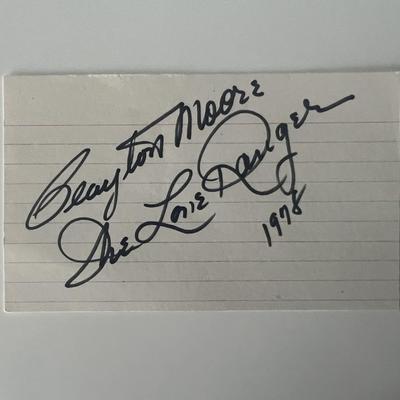 Clayton Moore
The Lone Ranger
1978